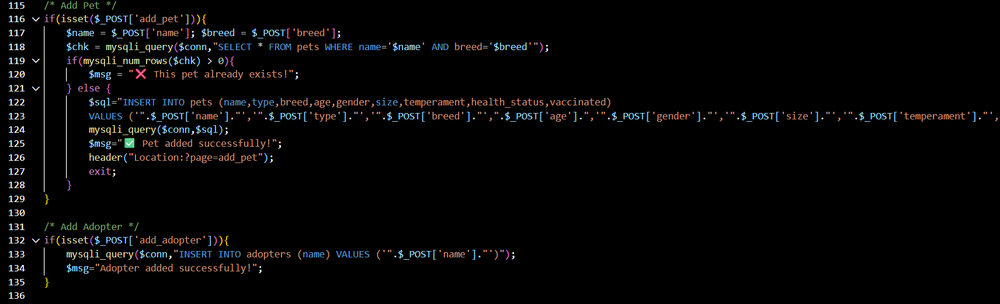 115 /* Add Pet */
116 if(isset($_POST['add_pet'])){
117 $name = $_POST['name']; $breed = $_POST['breed'];
118 $chk = mysqli_query($conn,"SELECT * FROM pets WHERE name='$name' AND breed='$breed'");
119 if(mysqli_num_rows($chk) > 0){
120 $msg = "❌ This pet already exists!";
121 } else {
122 $sql="INSERT INTO pets (name,type,breed,age,gender,size,temperament,health_status,vaccinated)
123 VALUES ('".$_POST['name']."','".$_POST['type']."','".$_POST['breed']."',".$_POST['age'].",'".$_POST['gender']."','".$_POST['size']."','".$_POST['temperament']."',
124 mysqli_query($conn,$sql);
125 $msg="✅ Pet added successfully!";
126 header("Location:?page=add_pet");
127 exit;
128 }
129 }
130
131 /* Add Adopter */
132 if(isset($_POST['add_adopter'])){
133 mysqli_query($conn,"INSERT INTO adopters (name) VALUES ('".$_POST['name']."')");
134 $msg="Adopter added successfully!";
135 }
136